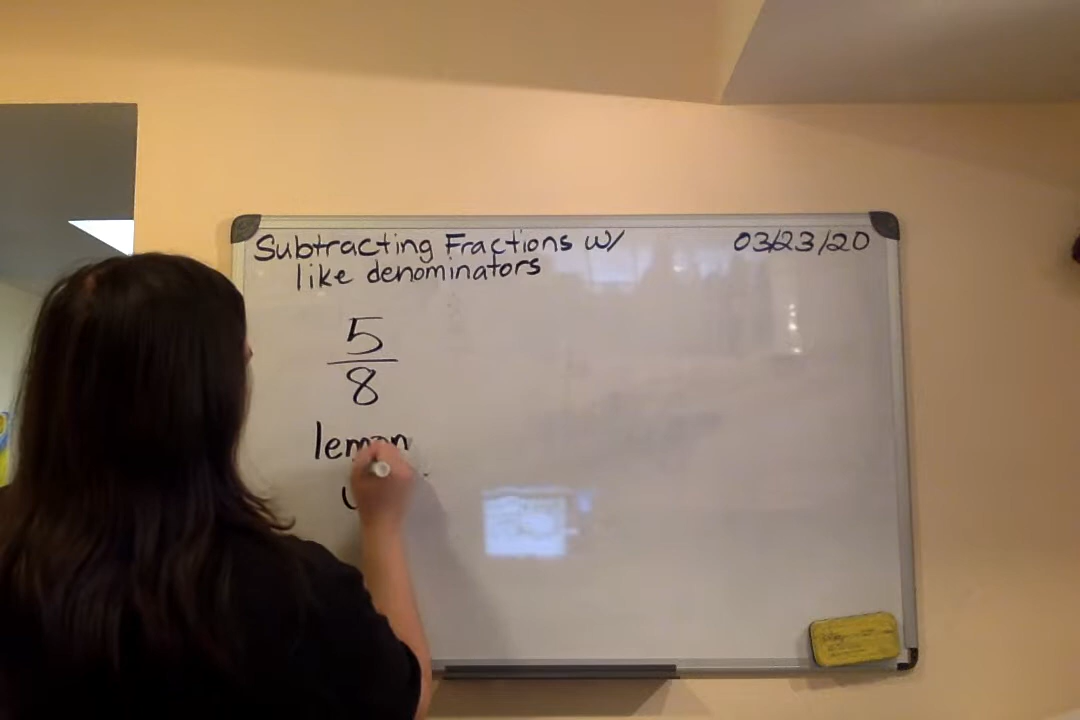 Subtracting Fractions w/ 03/23/20
like denominators
5
8
lemon